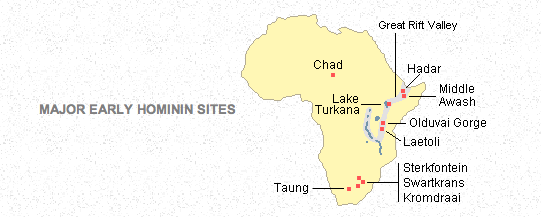 MAJOR EARLY HOMININ SITES
Great Rift Valley
Chad
Hadar
Middle
Awash
Lake
Turkana
Olduvai Gorge
Laetoli
Sterkfontein
Swartkrans
Kromdraai
Taung